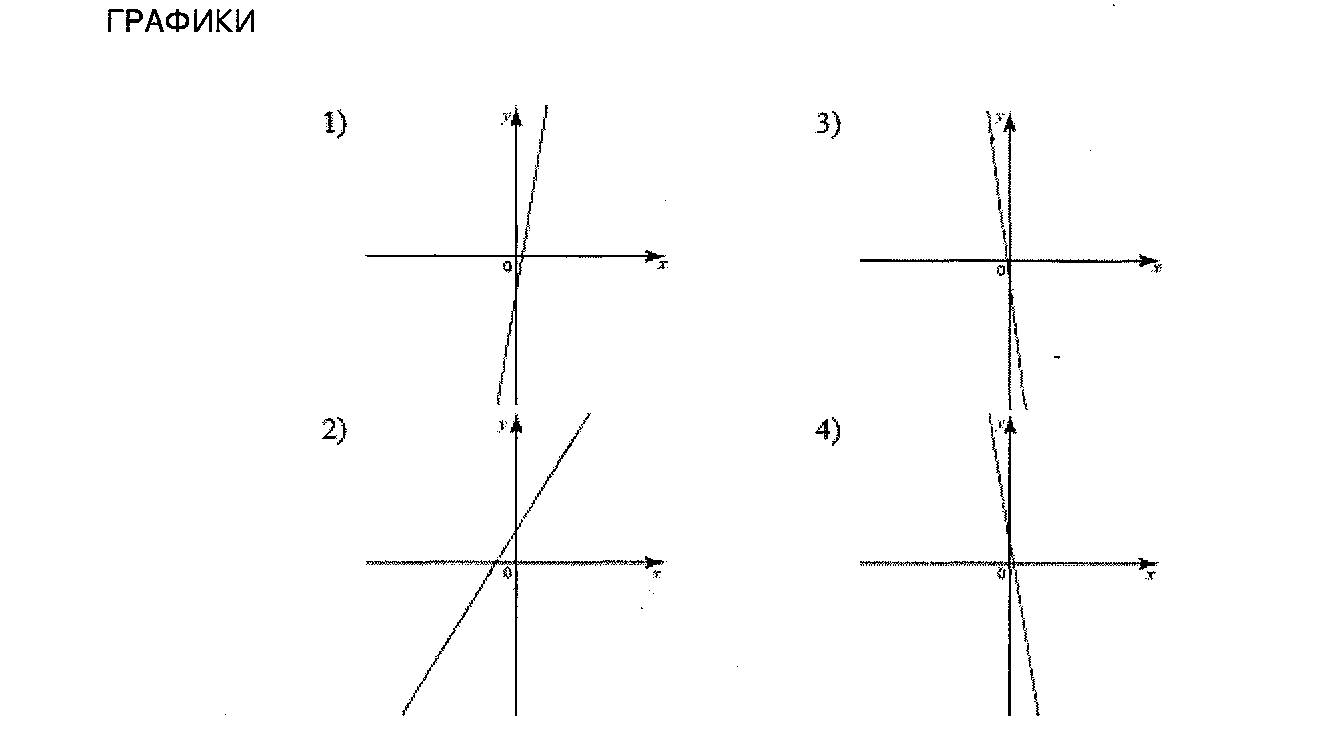 ГРАФИКИ
1) y 3) y
0 x 0 x
2) y 4) y
0 x 0 x